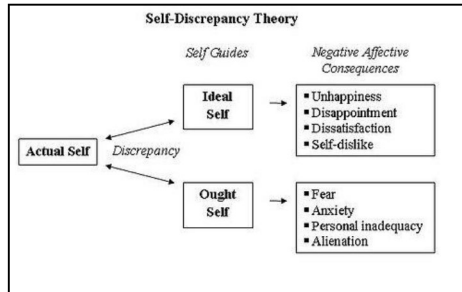 Self-Discrepancy Theory
Self Guides
Negative Affective
Consequences
Ideal
Self
▪ Unhappiness
▪ Disappointment
▪ Dissatisfaction
▪ Self-dislike
Actual Self
Discrepancy
Ought
Self
▪ Fear
▪ Anxiety
▪ Personal inadequacy
▪ Alienation